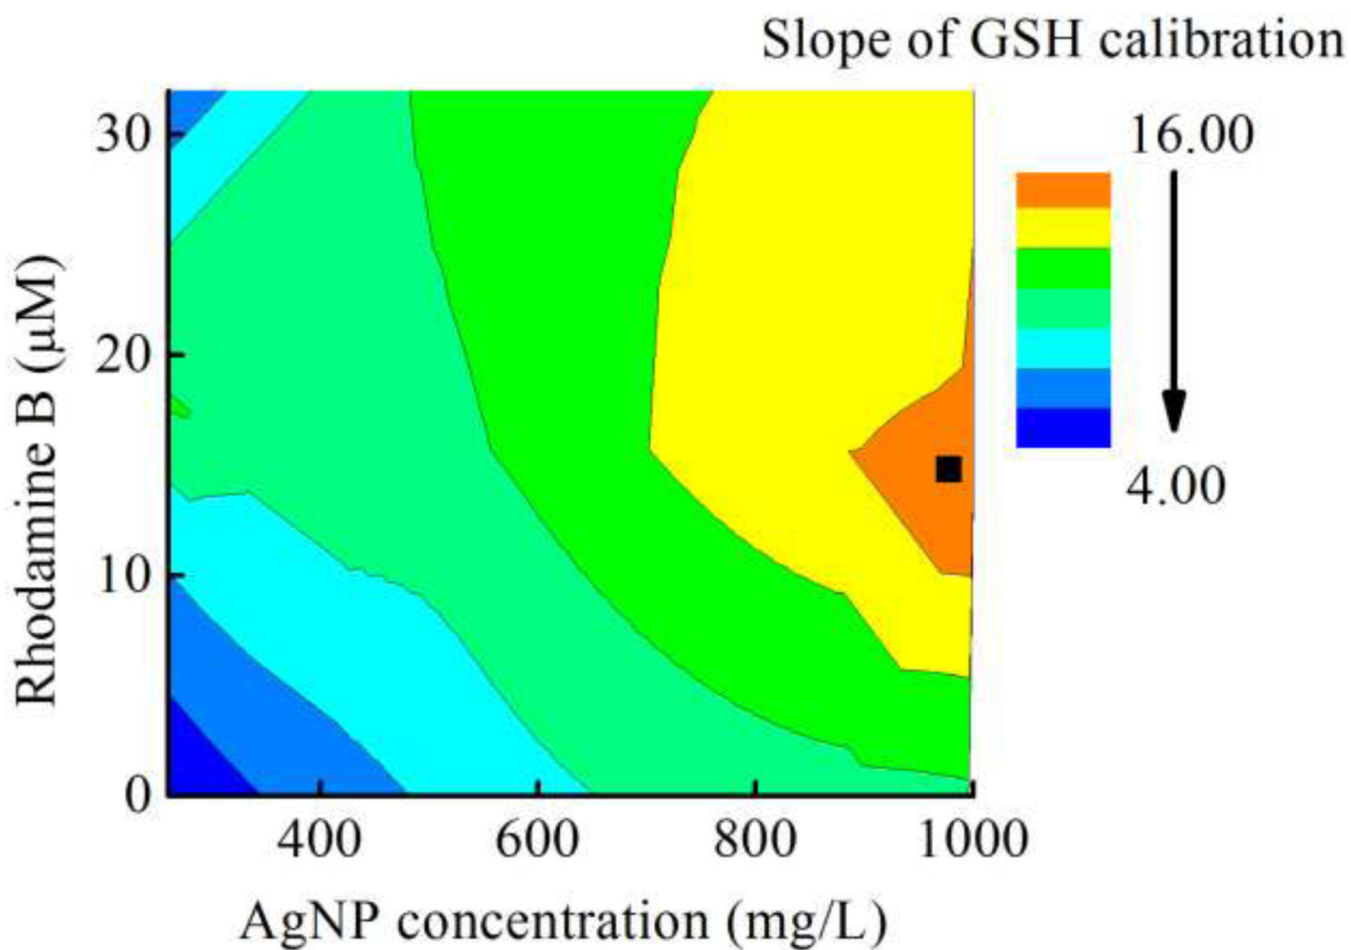 Slope of GSH calibration
16.00
4.00
30
20
10
0
Rhodamine B (μM)
400 600 800 1000
AgNP concentration (mg/L)